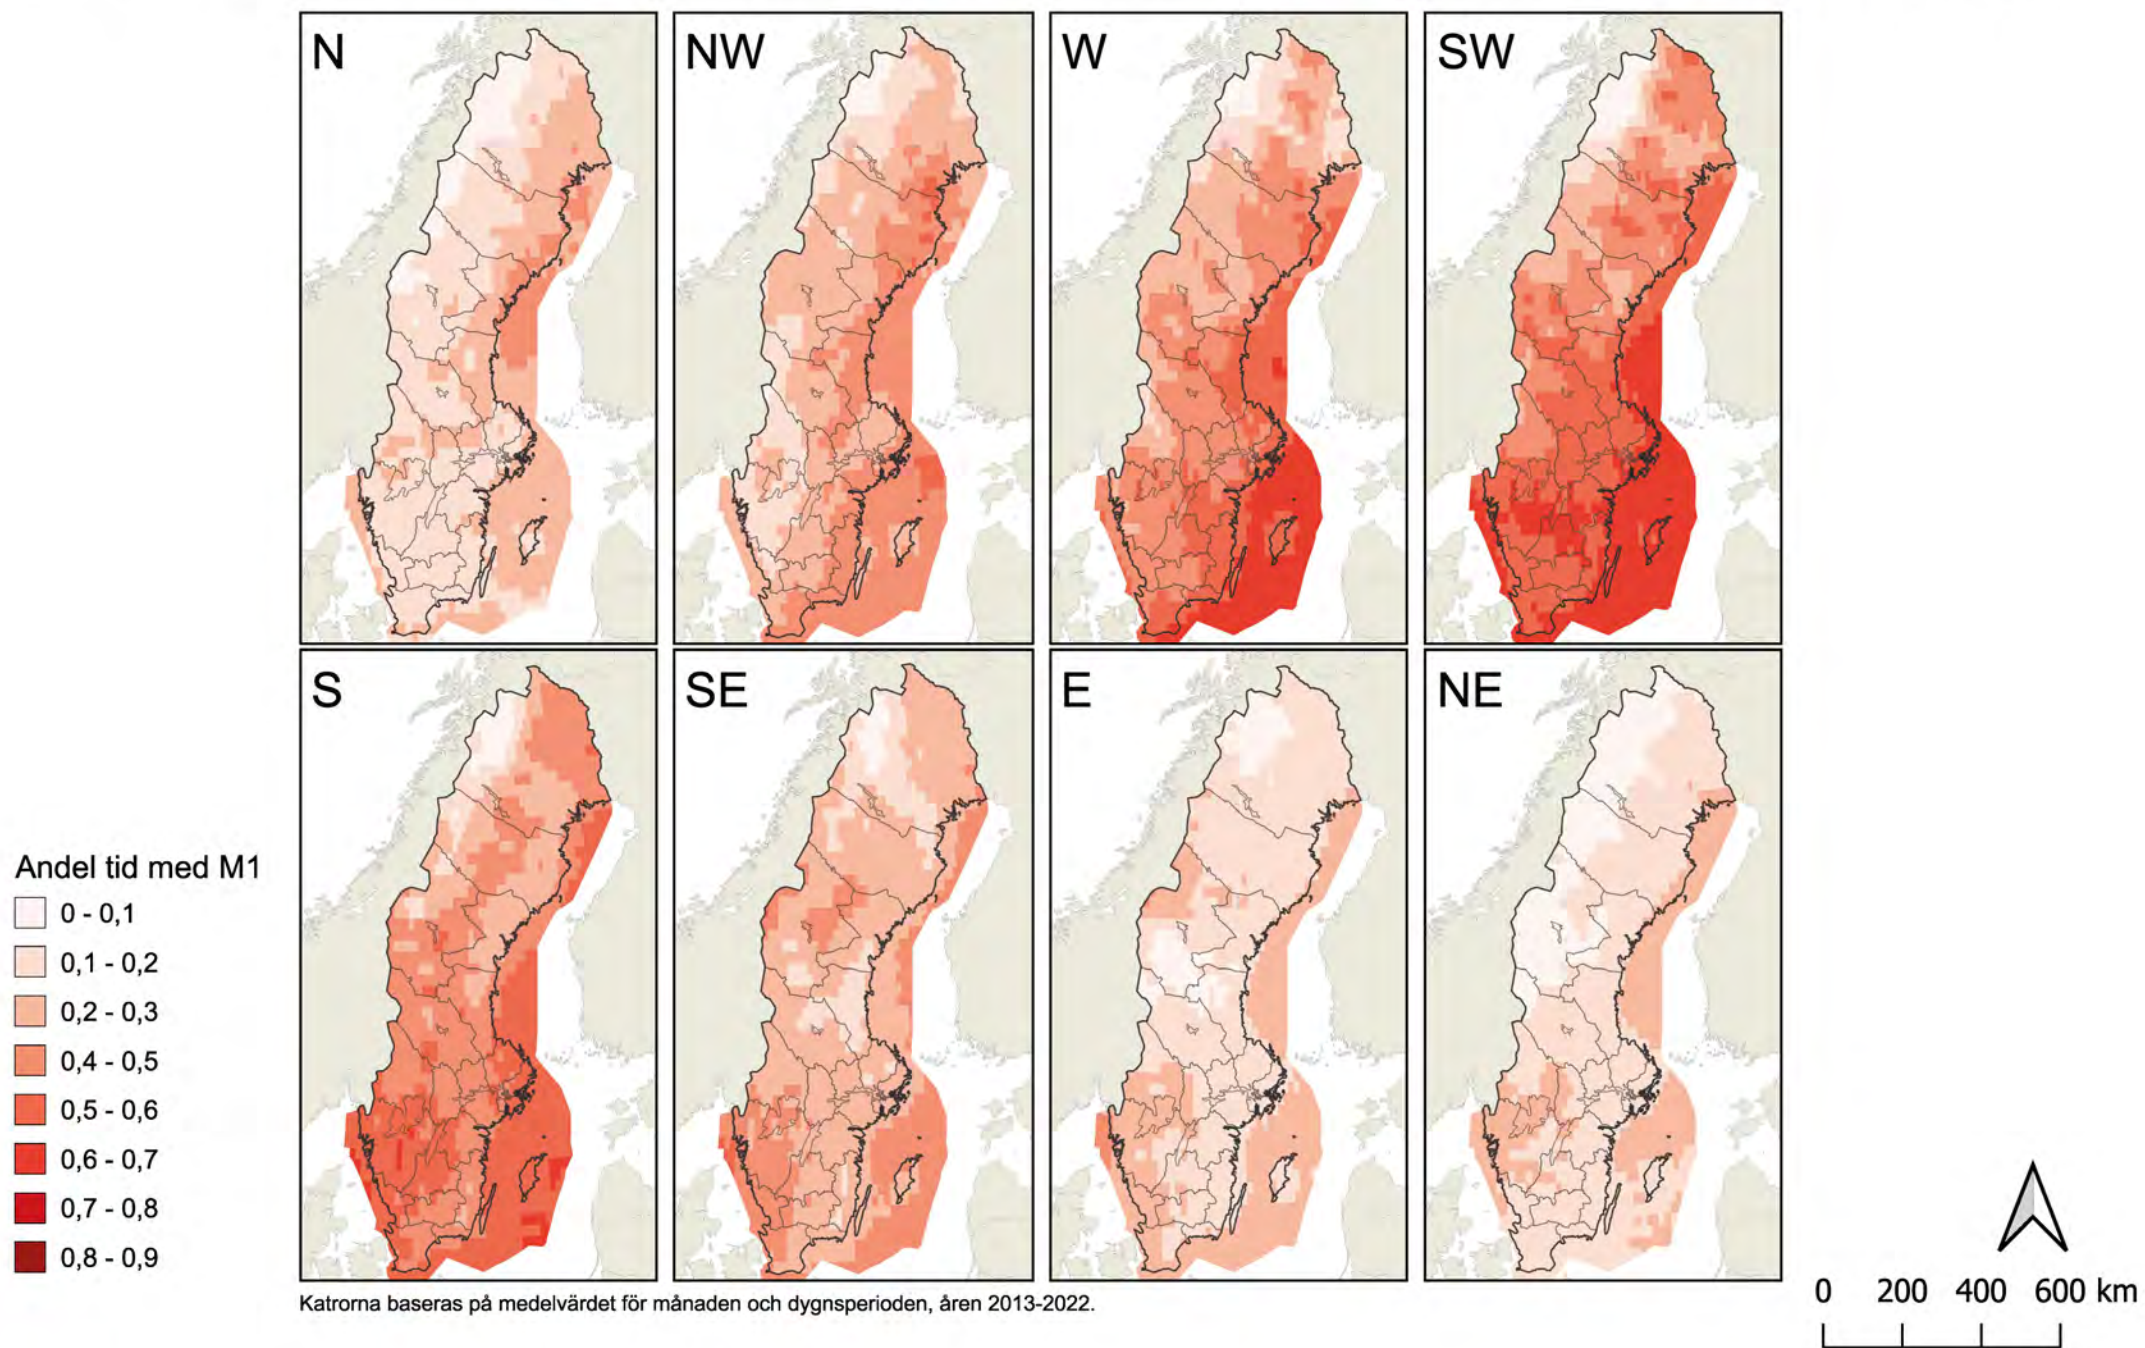 N
NW
W
SW
S
SE
E
NE
Andel tid med M1
0 - 0,1
0,1 - 0,2
0,2 - 0,3
0,4 - 0,5
0,5 - 0,6
0,6 - 0,7
0,7 - 0,8
0,8 - 0,9
Katrorna baseras på medelvärdet för månaden och dygnsperioden, åren 2013-2022.
0 200 400 600 km